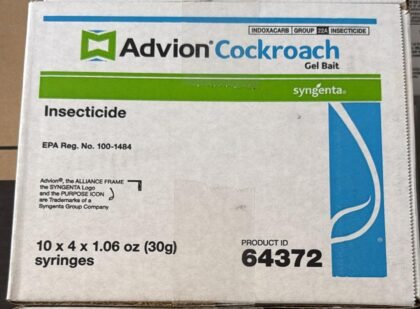 INDOXACARB GROUP 22A INSECTICIDE
Advion® Cockroach
Gel Bait
syngenta®
Insecticide
EPA Reg. No. 100-1484
Advion®, the ALLIANCE FRAME
the SYNGENTA Logo
and the PURPOSE ICON
are Trademarks of a
Syngenta Group Company
10 x 4 x 1.06 oz (30g)
syringes
PRODUCT ID
64372